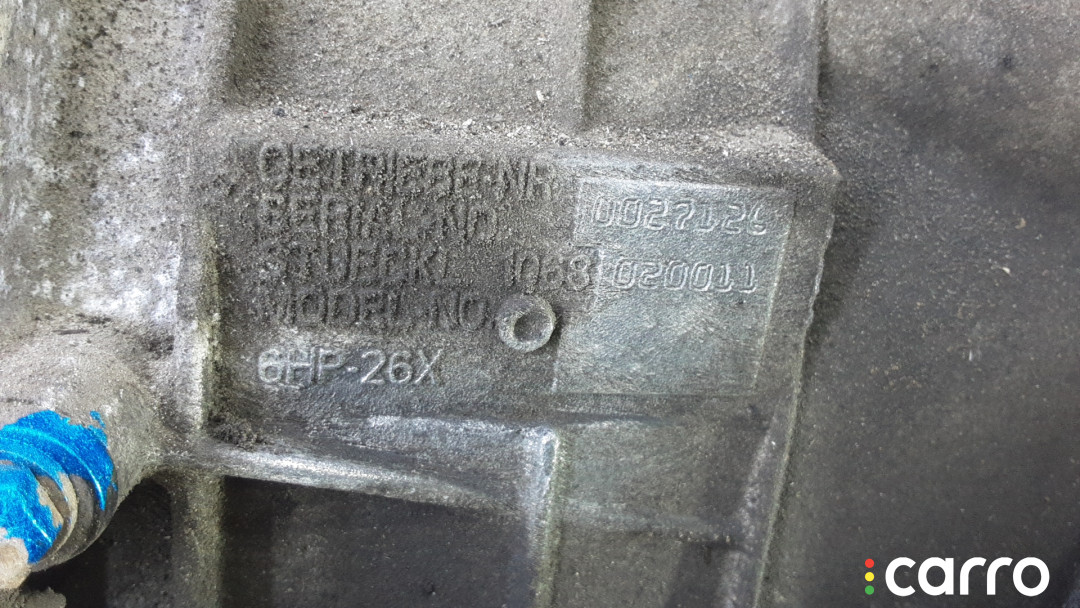 GETRIEBE-NR. 0027126
SERIAL-NO.
STUECKL. 1068 020011
MODEL-NO.
6HP-26X
carro